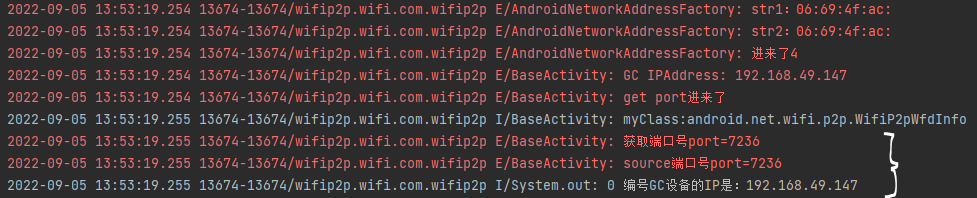 2022-09-05 13:53:19.254 13674-13674/wifip2p.wifi.com.wifip2p E/AndroidNetworkAddressFactory: str1：06:69:4f:ac:
2022-09-05 13:53:19.254 13674-13674/wifip2p.wifi.com.wifip2p E/AndroidNetworkAddressFactory: str2：06:69:4f:ac:
2022-09-05 13:53:19.254 13674-13674/wifip2p.wifi.com.wifip2p E/AndroidNetworkAddressFactory: 进来了4
2022-09-05 13:53:19.254 13674-13674/wifip2p.wifi.com.wifip2p E/BaseActivity: GC IPAddress: 192.168.49.147
2022-09-05 13:53:19.254 13674-13674/wifip2p.wifi.com.wifip2p E/BaseActivity: get port进来了
2022-09-05 13:53:19.255 13674-13674/wifip2p.wifi.com.wifip2p I/BaseActivity: myClass:android.net.wifi.p2p.WifiP2pWfdInfo
2022-09-05 13:53:19.255 13674-13674/wifip2p.wifi.com.wifip2p E/BaseActivity: 获取端口号port=7236
2022-09-05 13:53:19.255 13674-13674/wifip2p.wifi.com.wifip2p E/BaseActivity: source端口号port=7236
2022-09-05 13:53:19.255 13674-13674/wifip2p.wifi.com.wifip2p I/System.out: 0 编号GC设备的IP是：192.168.49.147